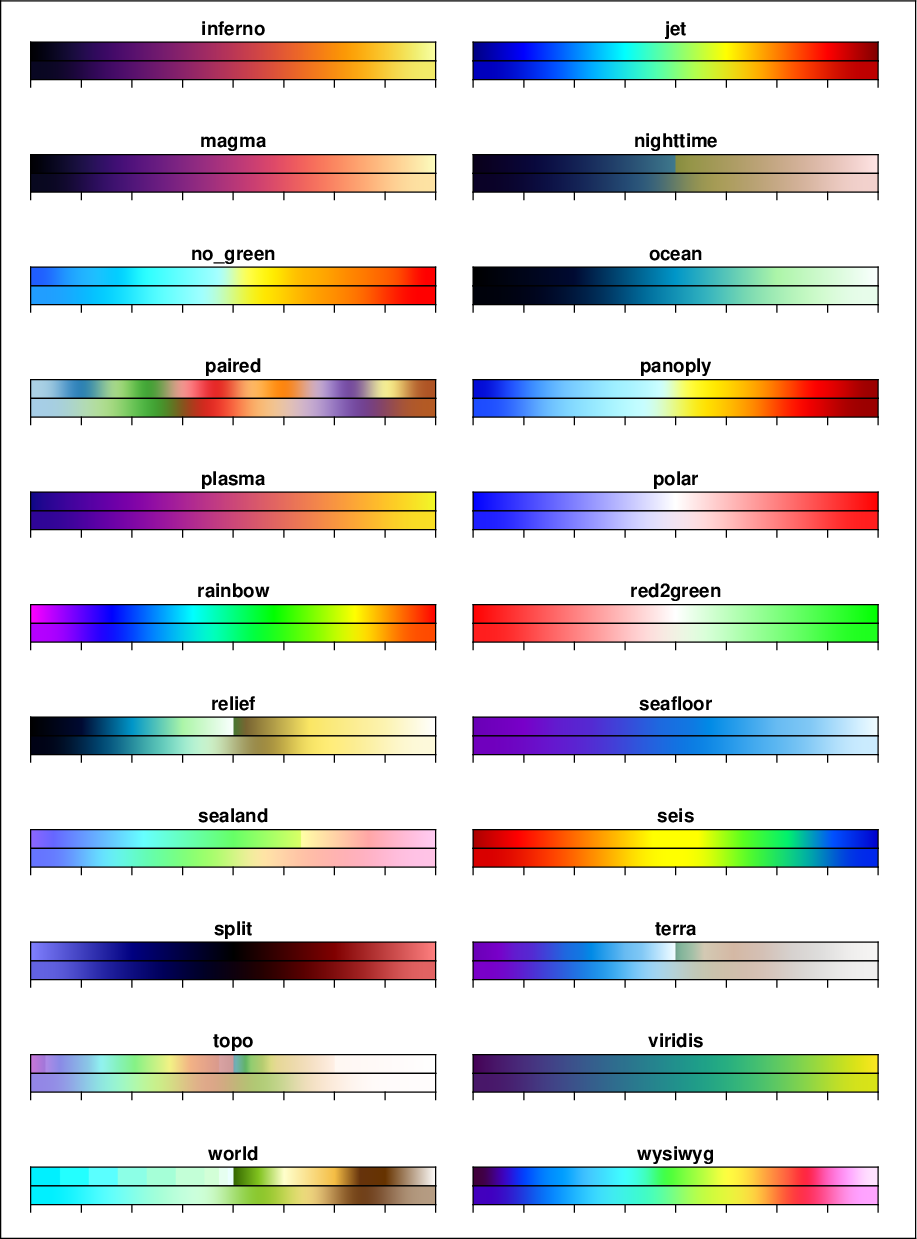 inferno
jet
magma
nighttime
no_green
ocean
paired
panoply
plasma
polar
rainbow
red2green
relief
seafloor
sealand
seis
split
terra
topo
viridis
world
wysiwyg